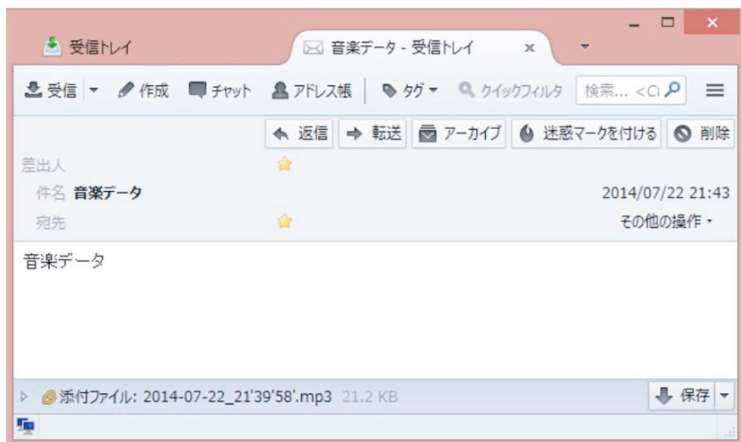 受信トレイ 音楽データ - 受信トレイ ×
受信 作成 チャット アドレス帳 タグ クイックフィルタ 検索... <Ct
返信 転送 アーカイブ 迷惑マークを付ける 削除
差出人
件名 音楽データ 2014/07/22 21:43
宛先 その他の操作
音楽データ
添付ファイル: 2014-07-22_21'39'58'.mp3 21.2 KB 保存